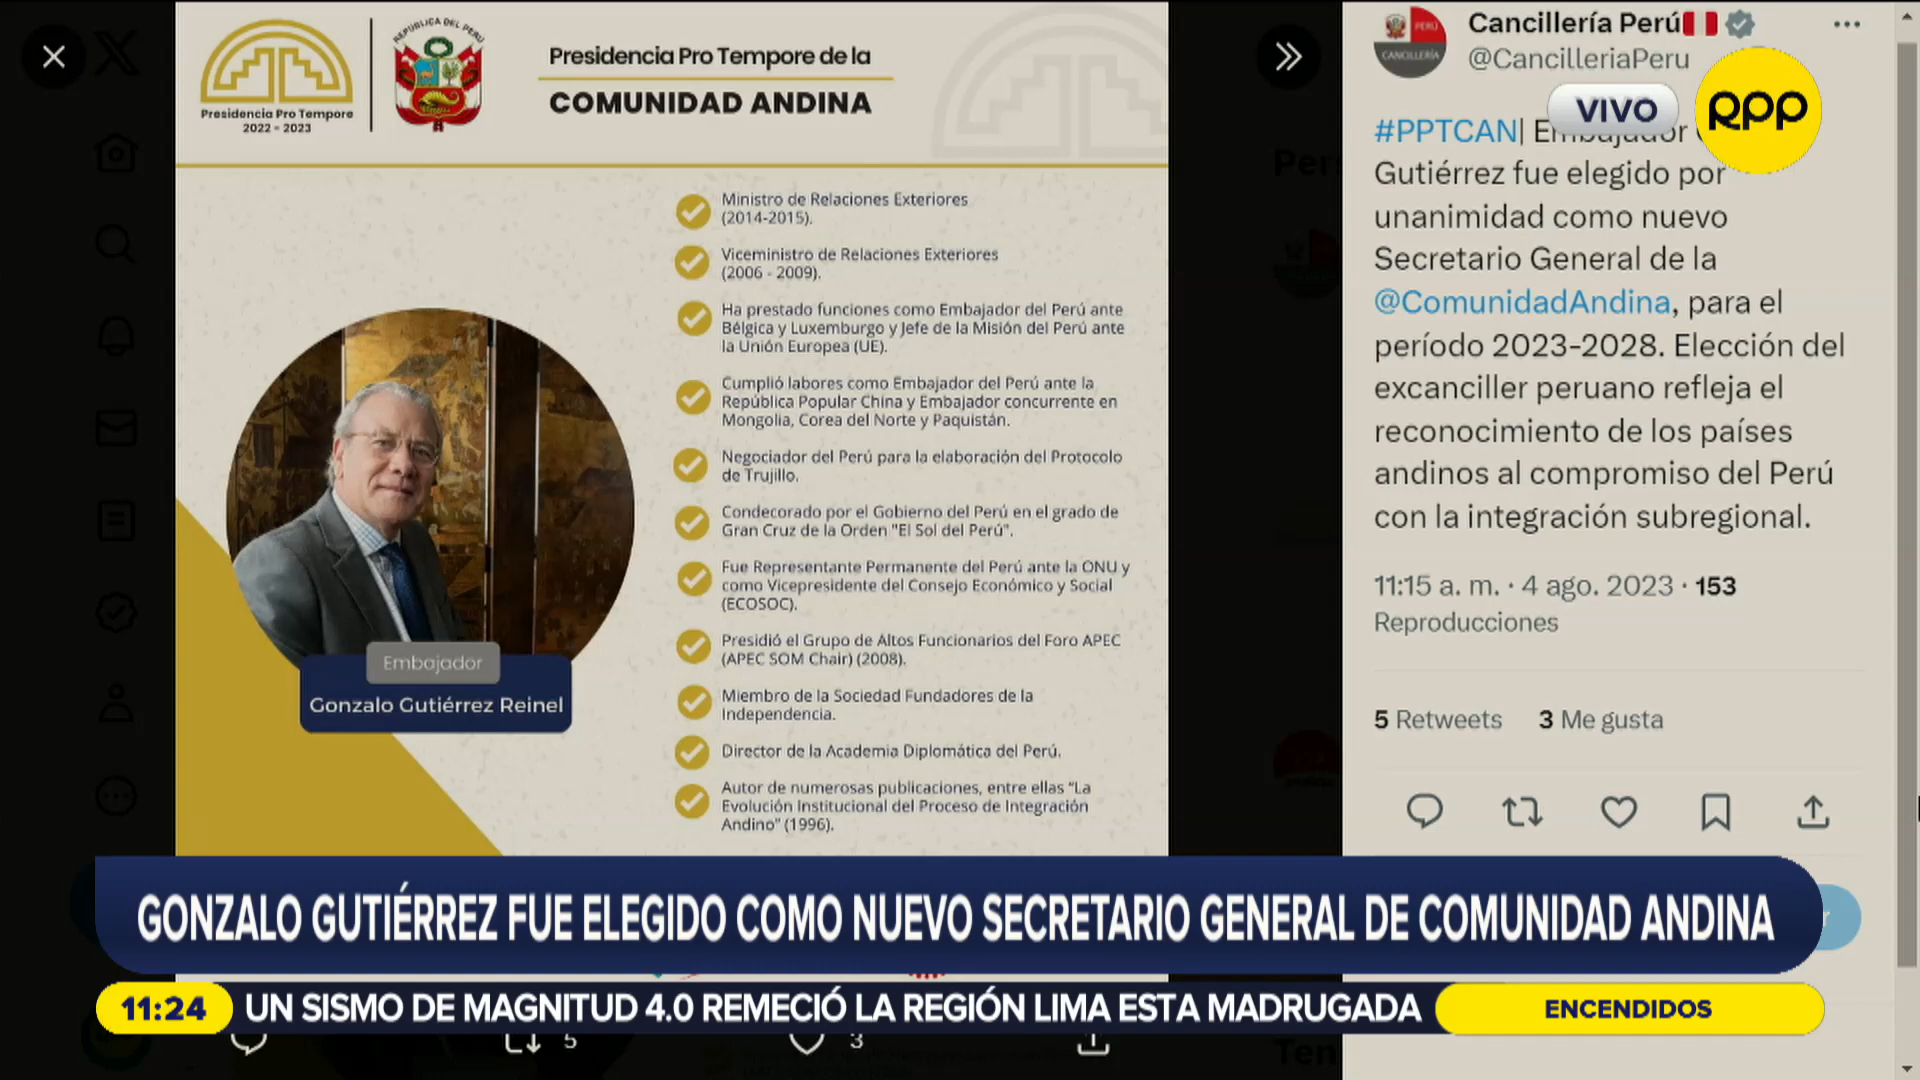 REPÚBLICA DEL PERÚ
Presidencia Pro Tempore
2022 - 2023
Presidencia Pro Tempore de la
COMUNIDAD ANDINA
Ministro de Relaciones Exteriores
(2014-2015).
Viceministro de Relaciones Exteriores
(2006 - 2009).
Ha prestado funciones como Embajador del Perú ante
Bélgica y Luxemburgo y Jefe de la Misión del Perú ante
la Unión Europea (UE).
Cumplió labores como Embajador del Perú ante la
República Popular China y Embajador concurrente en
Mongolia, Corea del Norte y Paquistán.
Negociador del Perú para la elaboración del Protocolo
de Trujillo.
Condecorado por el Gobierno del Perú en el grado de
Gran Cruz de la Orden "El Sol del Perú".
Fue Representante Permanente del Perú ante la ONU y
como Vicepresidente del Consejo Económico y Social
(ECOSOC).
Presidió el Grupo de Altos Funcionarios del Foro APEC
(APEC SOM Chair) (2008).
Miembro de la Sociedad Fundadores de la
Independencia.
Director de la Academia Diplomática del Perú.
Autor de numerosas publicaciones, entre ellas “La
Evolución Institucional del Proceso de Integración
Andino” (1996).
Embajador
Gonzalo Gutiérrez Reinel
PERÚ
CANCILLERÍA
Cancillería Perú
@CancilleriaPeru
VIVO
rpp
#PPTCAN| Embajador
Gutiérrez fue elegido por
unanimidad como nuevo
Secretario General de la
@ComunidadAndina, para el
período 2023-2028. Elección del
excanciller peruano refleja el
reconocimiento de los países
andinos al compromiso del Perú
con la integración subregional.
11:15 a. m. · 4 ago. 2023 · 153
Reproducciones
5 Retweets 3 Me gusta
GONZALO GUTIÉRREZ FUE ELEGIDO COMO NUEVO SECRETARIO GENERAL DE COMUNIDAD ANDINA
11:24 UN SISMO DE MAGNITUD 4.0 REMECIÓ LA REGIÓN LIMA ESTA MADRUGADA ENCENDIDOS
5 3